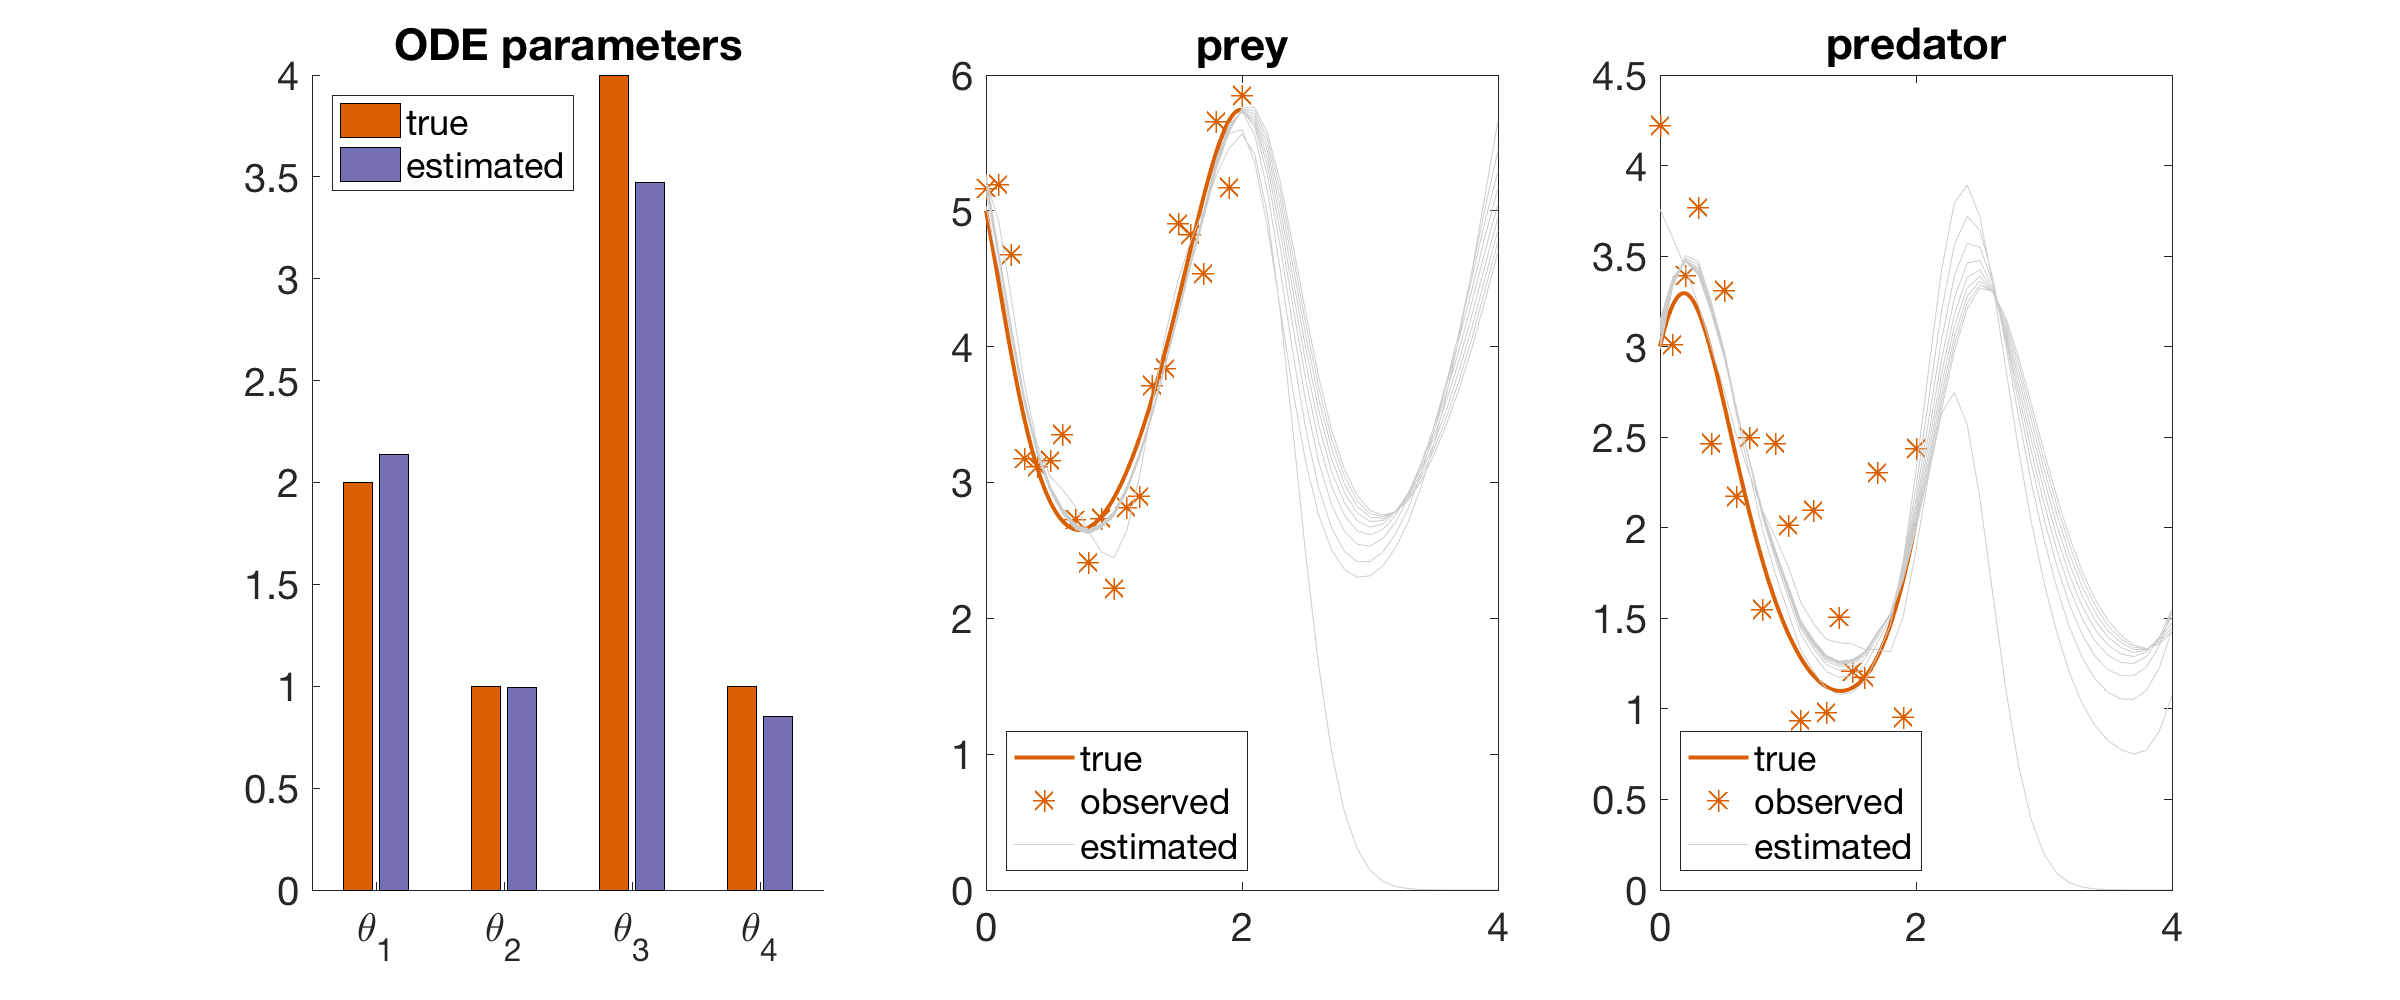 ODE parameters
4
3.5
3
2.5
2
1.5
1
0.5
0
true
estimated
θ1
θ2
θ3
θ4
prey
6
5
4
3
2
1
0
true
observed
estimated
0
2
4
predator
4.5
4
3.5
3
2.5
2
1.5
1
0.5
0
true
observed
estimated
0
2
4